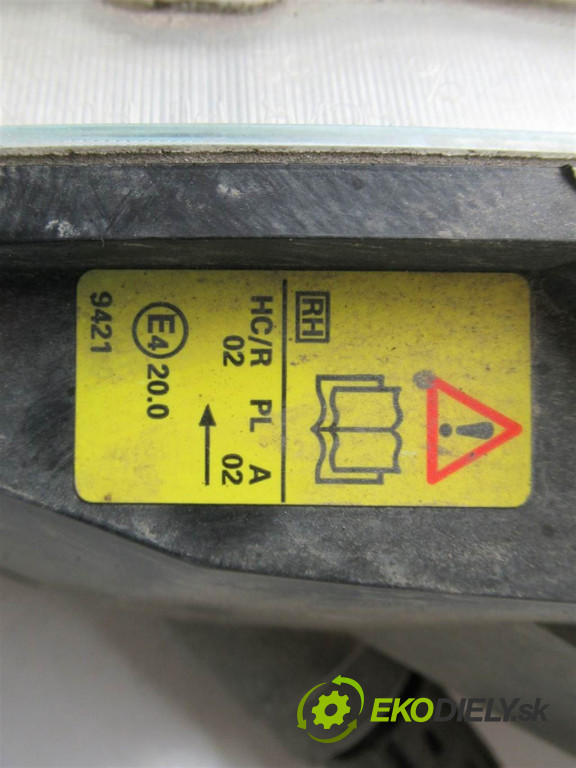 RH
HC/R PL A
02 02
E4 20.0
9421
EKODIELY.sk